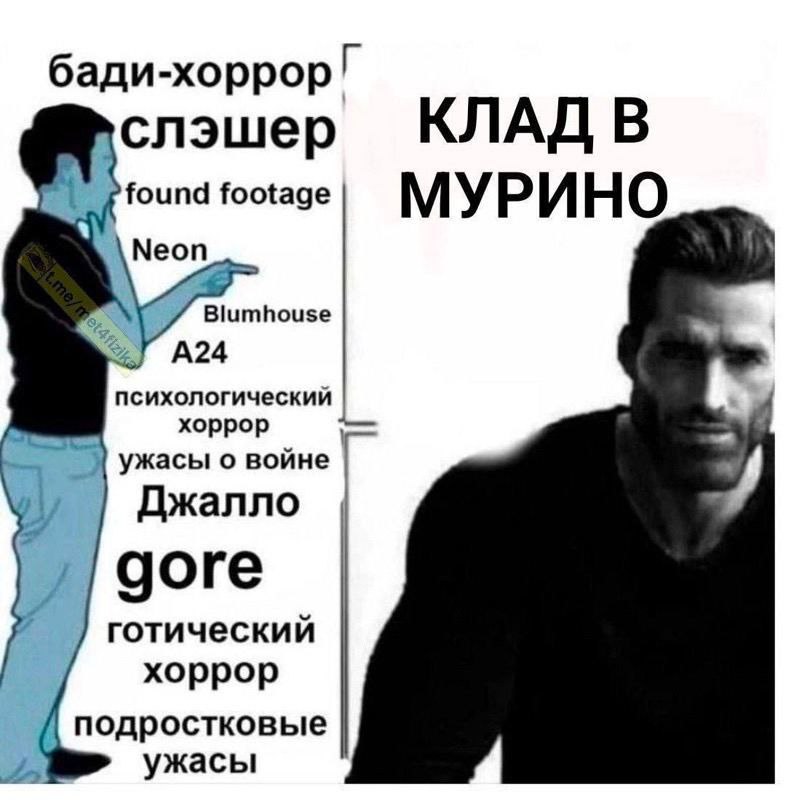 бади-хоррор
слэшер
found footage
Neon
Blumhouse
A24
психологический
хоррор
ужасы о войне
Джалло
gore
готический
хоррор
подростковые
ужасы
КЛАД В
МУРИНО
t.me/met4fizika